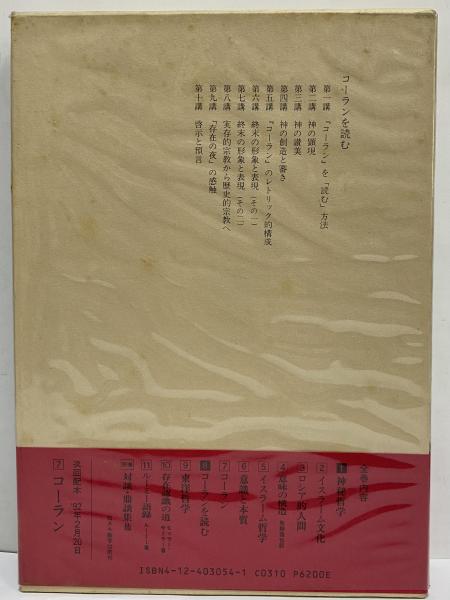 コーランを読む
第一講 『コーラン』を「読む」方法
第二講 神の顕現
第三講 神の讃美
第四講 神の創造と審き
第五講 『コーラン』のレトリック的構成
第六講 終末の形象と表現(その一)
第七講 終末の形象と表現(その二)
第八講 実存的宗教から歴史的宗教へ
第九講 「存在の夜」の感触
第十講 啓示と預言
全巻内容
1 神秘哲学
2 イスラーム文化
3 ロシア的人間
4 意味の構造
5 イスラーム哲学
6 意識と本質
7 コーラン
8 コーランを読む
9 東洋哲学
10 存在認識の道
11 ルーミー語録
別巻 対談・鼎談集
次回配本 '92年2月20日
7 コーラン
ISBN4-12-403054-1 C0310 P6200E